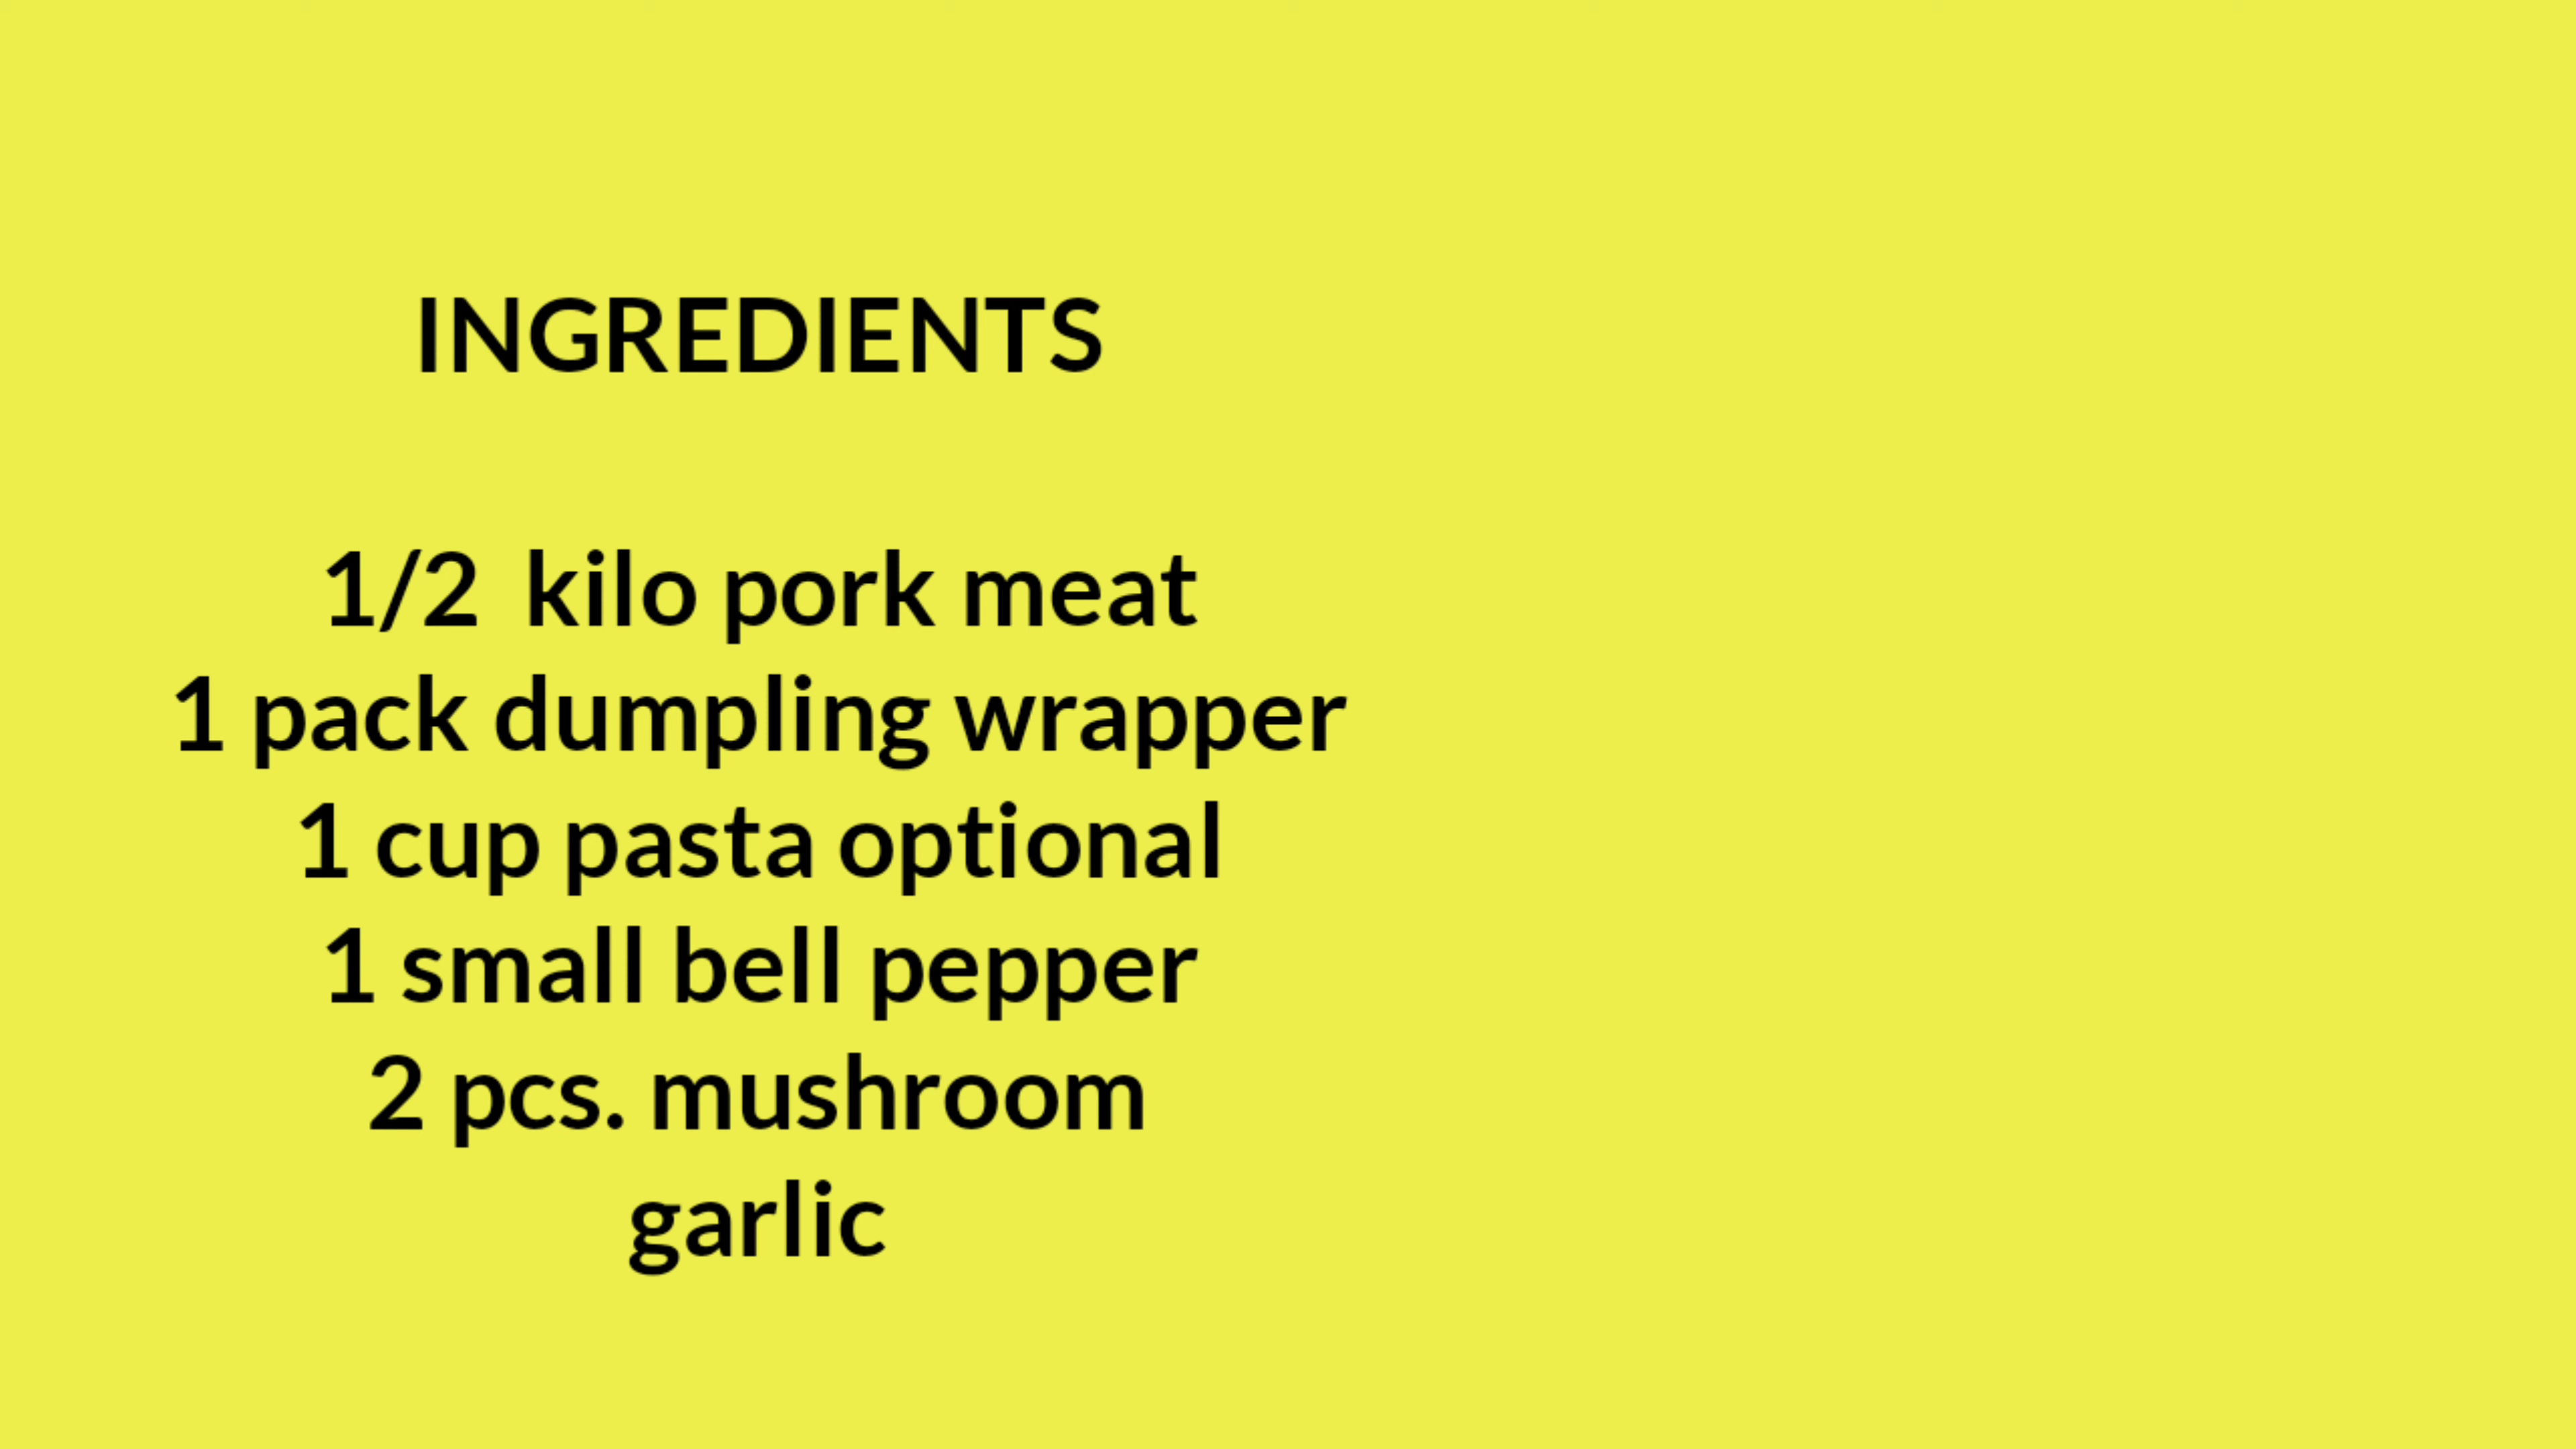 INGREDIENTS
1/2  kilo pork meat
1 pack dumpling wrapper
1 cup pasta optional
1 small bell pepper
2 pcs. mushroom
garlic